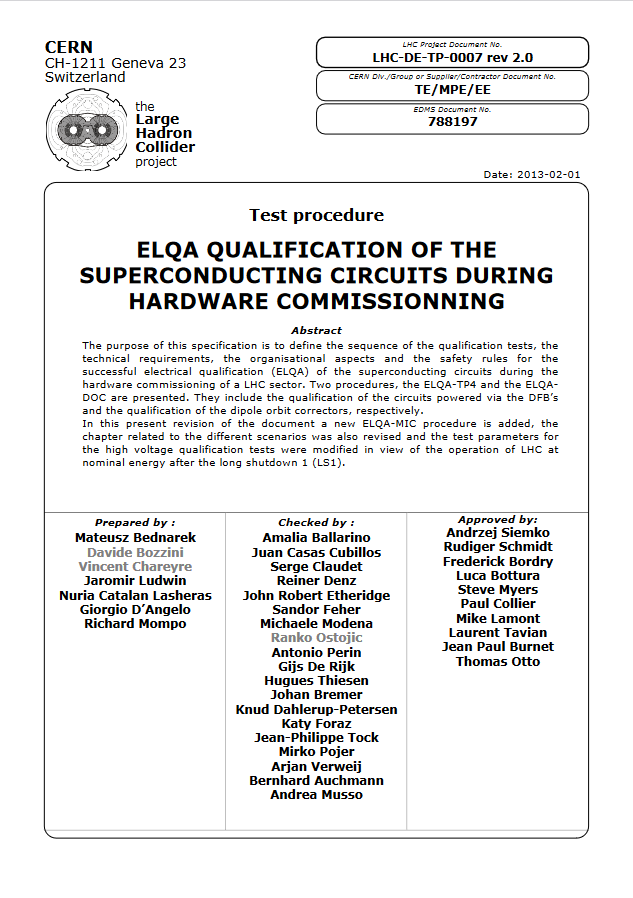 CERN
CH-1211 Geneva 23
Switzerland
the
Large
Hadron
Collider
project
LHC Project Document No.
LHC-DE-TP-0007 rev 2.0
CERN Div./Group or Supplier/Contractor Document No.
TE/MPE/EE
EDMS Document No.
788197
Date: 2013-02-01
Test procedure
ELQA QUALIFICATION OF THE
SUPERCONDUCTING CIRCUITS DURING
HARDWARE COMMISSIONNING
Abstract
The purpose of this specification is to define the sequence of the qualification tests, the
technical requirements, the organisational aspects and the safety rules for the
successful electrical qualification (ELQA) of the superconducting circuits during the
hardware commissioning of a LHC sector. Two procedures, the ELQA-TP4 and the ELQA-
DOC are presented. They include the qualification of the circuits powered via the DFB's
and the qualification of the dipole orbit correctors, respectively.
In this present revision of the document a new ELQA-MIC procedure is added, the
chapter related to the different scenarios was also revised and the test parameters for
the high voltage qualification tests were modified in view of the operation of LHC at
nominal energy after the long shutdown 1 (LS1).
Prepared by :
Mateusz Bednarek
Davide Bozzini
Vincent Chareyre
Jaromir Ludwin
Nuria Catalan Lasheras
Giorgio D'Angelo
Richard Mompo
Checked by :
Amalia Ballarino
Juan Casas Cubillos
Serge Claudet
Reiner Denz
John Robert Etheridge
Sandor Feher
Michaele Modena
Ranko Ostojic
Antonio Perin
Gijs De Rijk
Hugues Thiesen
Johan Bremer
Knud Dahlerup-Petersen
Katy Foraz
Jean-Philippe Tock
Mirko Pojer
Arjan Verweij
Bernhard Auchmann
Andrea Musso
Approved by:
Andrzej Siemko
Rudiger Schmidt
Frederick Bordry
Luca Bottura
Steve Myers
Paul Collier
Mike Lamont
Laurent Tavian
Jean Paul Burnet
Thomas Otto